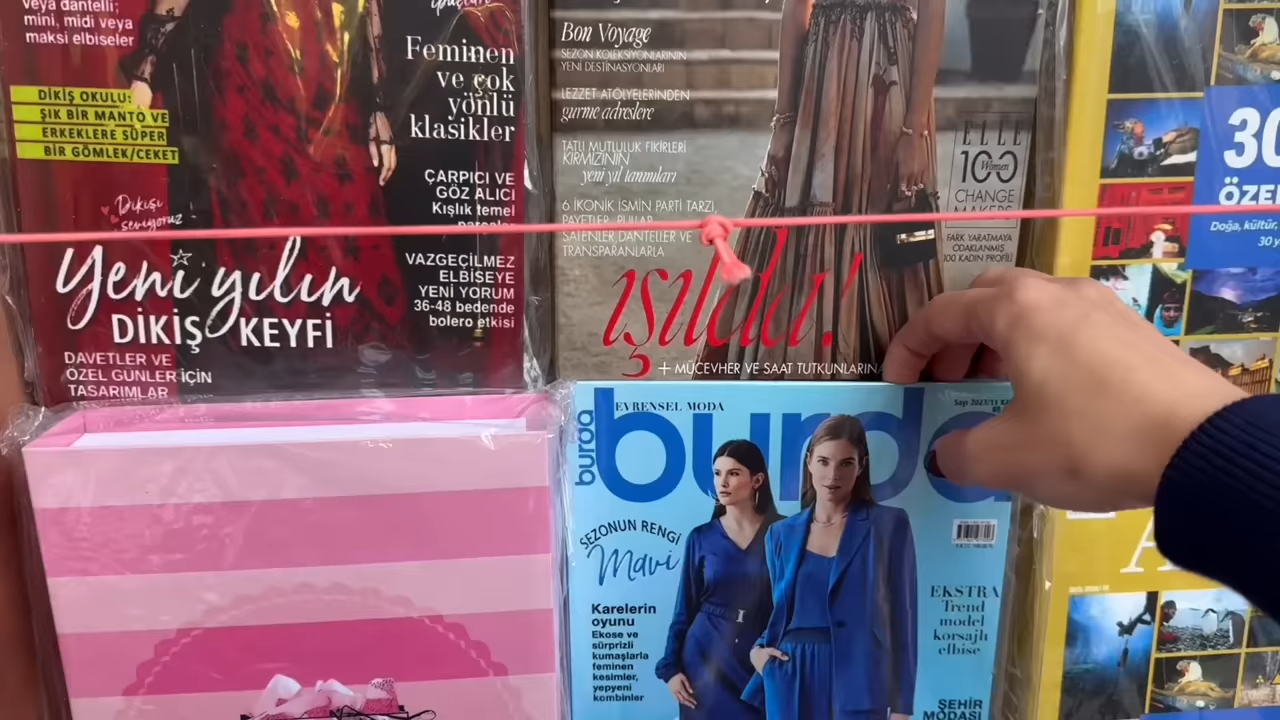 veya dantelli;
mini, midi veya
maksi elbiseler
DİKİŞ OKULU:
ŞIK BİR MANTO VE
ERKEKLERE SÜPER
BİR GÖMLEK/CEKET
Dikişi
seviyoruz
Yeni yılın
DİKİŞ KEYFİ
DAVETLER VE
ÖZEL GÜNLER İÇİN
TASARIMLAR
Feminen
ve çok
yönlü
klasikler
ÇARPICI VE
GÖZ ALICI
Kışlık temel
parçalar
VAZGEÇİLMEZ
ELBİSEYE
YENİ YORUM
36-48 bedende
bolero etkisi
Bon Voyage
SEZON KOLEKSİYONLARININ
YENİ DESTİNASYONLARI
LEZZET ATÖLYELERİNDEN
gurme adreslere
TATLI MUTLULUK FİKİRLERİ
KIRMIZININ
yeni yıl tanımları
6 İKONİK İSMİN PARTİ TARZI,
PAYETLER, PULLAR,
SATENLER, DANTELLER VE
TRANSPARANLARLA
ışılda!
+ MÜCEVHER VE SAAT TUTKUNLARINA
ELLE
100
Women
CHANGE
MAKERS
FARK YARATMAYA
ODAKLANMIŞ
100 KADIN PROFİLİ
30
ÖZEL
Doğa, kültür,
30 y
EVRENSEL MODA
burda
burda
SEZONUN RENGİ
Mavi
Karelerin
oyunu
Ekose ve
sürprizli
kumaşlarla
feminen
kesimler,
yepyeni
kombinler
EKSTRA
Trend
model
korsajlı
elbise
ŞEHİR
MODASI